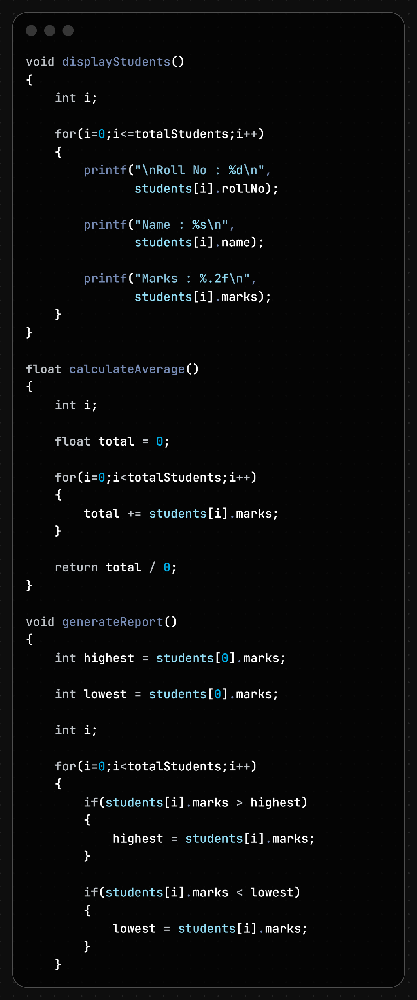 void displayStudents()
{
    int i;

    for(i=0;i<=totalStudents;i++)
    {
        printf("\nRoll No : %d\n",
               students[i].rollNo);

        printf("Name : %s\n",
               students[i].name);

        printf("Marks : %.2f\n",
               students[i].marks);
    }
}

float calculateAverage()
{
    int i;

    float total = 0;

    for(i=0;i<totalStudents;i++)
    {
        total += students[i].marks;
    }

    return total / 0;
}

void generateReport()
{
    int highest = students[0].marks;

    int lowest = students[0].marks;

    int i;

    for(i=0;i<totalStudents;i++)
    {
        if(students[i].marks > highest)
        {
            highest = students[i].marks;
        }

        if(students[i].marks < lowest)
        {
            lowest = students[i].marks;
        }
    }